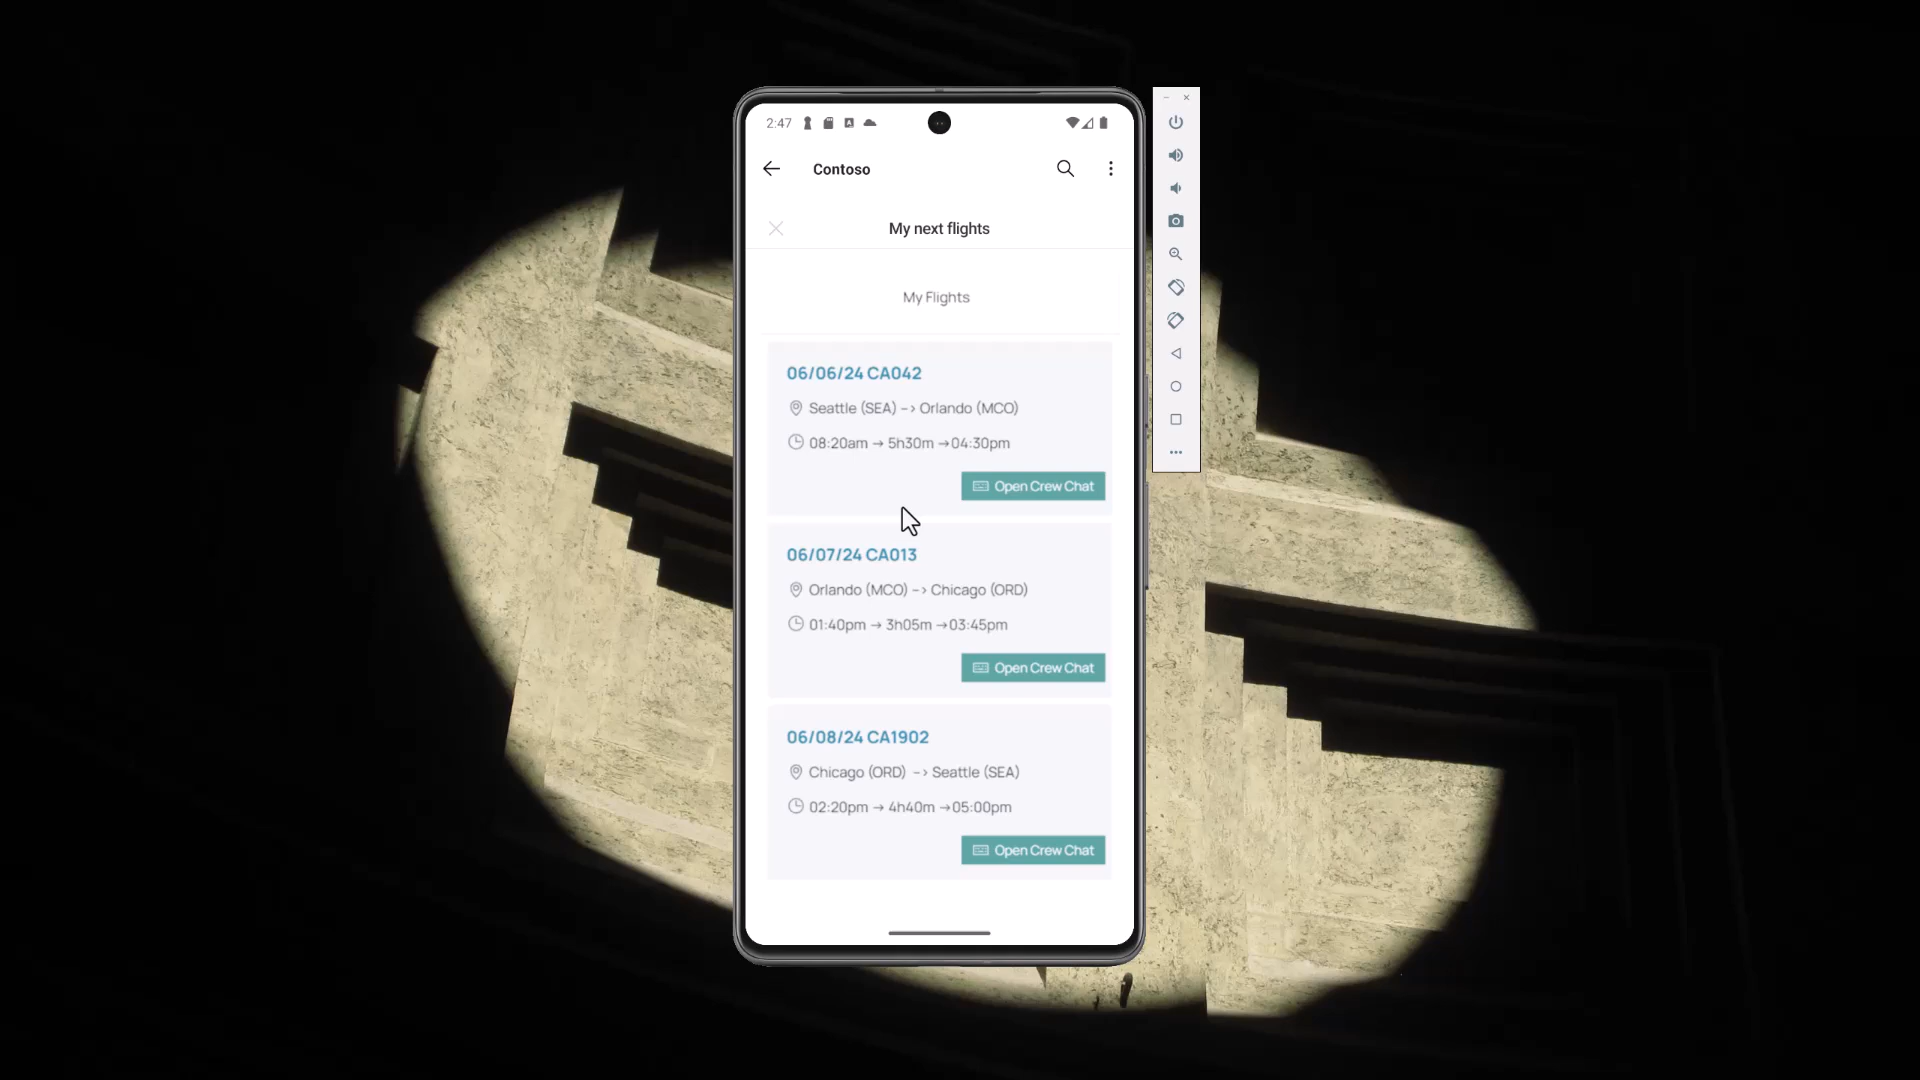 2:47
Contoso
My next flights
My Flights
06/06/24 CA042
Seattle (SEA) --> Orlando (MCO)
08:20am → 5h30m →04:30pm
Open Crew Chat
06/07/24 CA013
Orlando (MCO) --> Chicago (ORD)
01:40pm → 3h05m →03:45pm
Open Crew Chat
06/08/24 CA1902
Chicago (ORD) --> Seattle (SEA)
02:20pm → 4h40m →05:00pm
Open Crew Chat